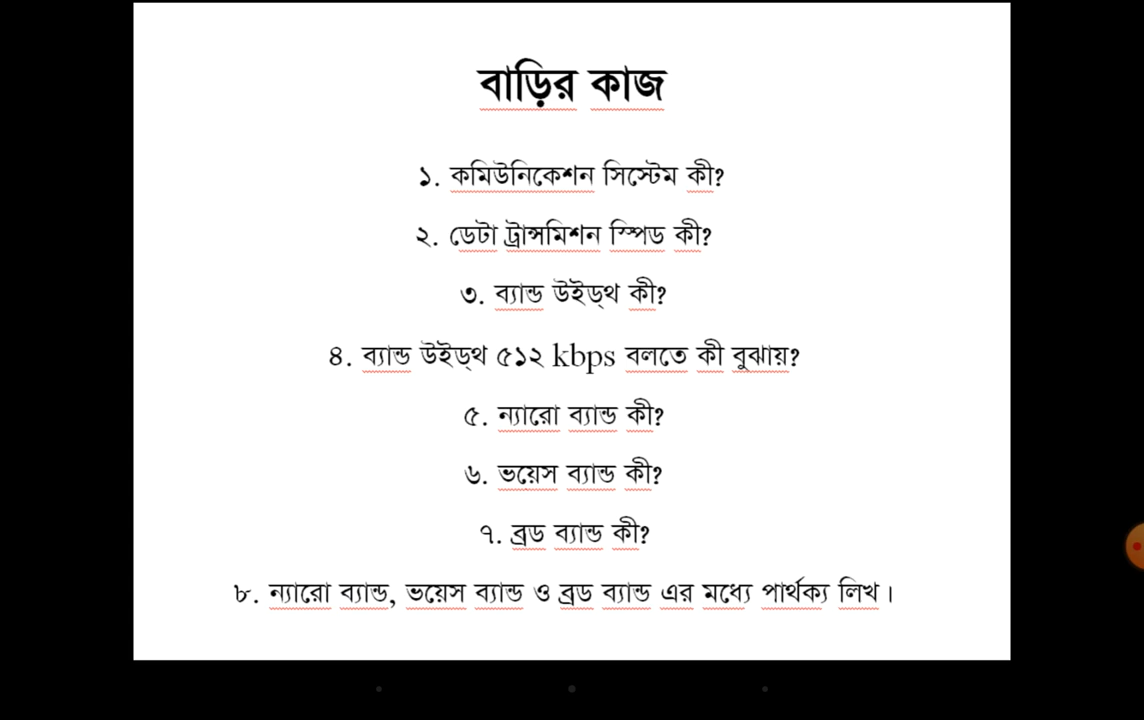 বাড়ির কাজ
১. কমিউনিকেশন সিস্টেম কী?
২. ডেটা ট্রান্সমিশন স্পিড কী?
৩. ব্যান্ড উইড্থ কী?
৪. ব্যান্ড উইড্থ ৫১২ kbps বলতে কী বুঝায়?
৫. ন্যারো ব্যান্ড কী?
৬. ভয়েস ব্যান্ড কী?
৭. ব্রড ব্যান্ড কী?
৮. ন্যারো ব্যান্ড, ভয়েস ব্যান্ড ও ব্রড ব্যান্ড এর মধ্যে পার্থক্য লিখ।